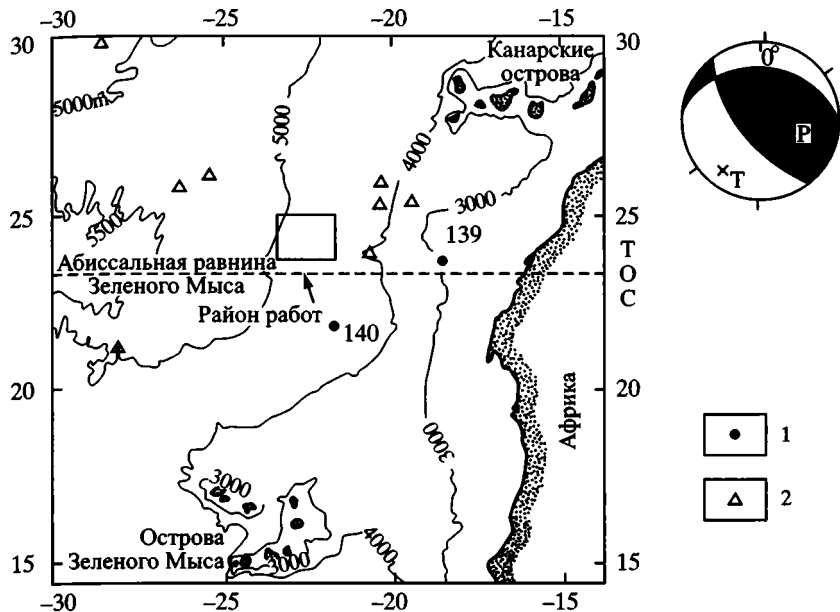 –30
–25
–20
–15
30
Канарские
острова
30
0°
5000m
5000
4000
P
3000
T
25
25
5500
139
Абиссальная равнина
Зеленого Мыса
Т
О
С
Район работ
140
20
20
Африка
1
3000
3000
2
Острова
Зеленого Мыса
3000
4000
15
15
–30
–25
–20
–15